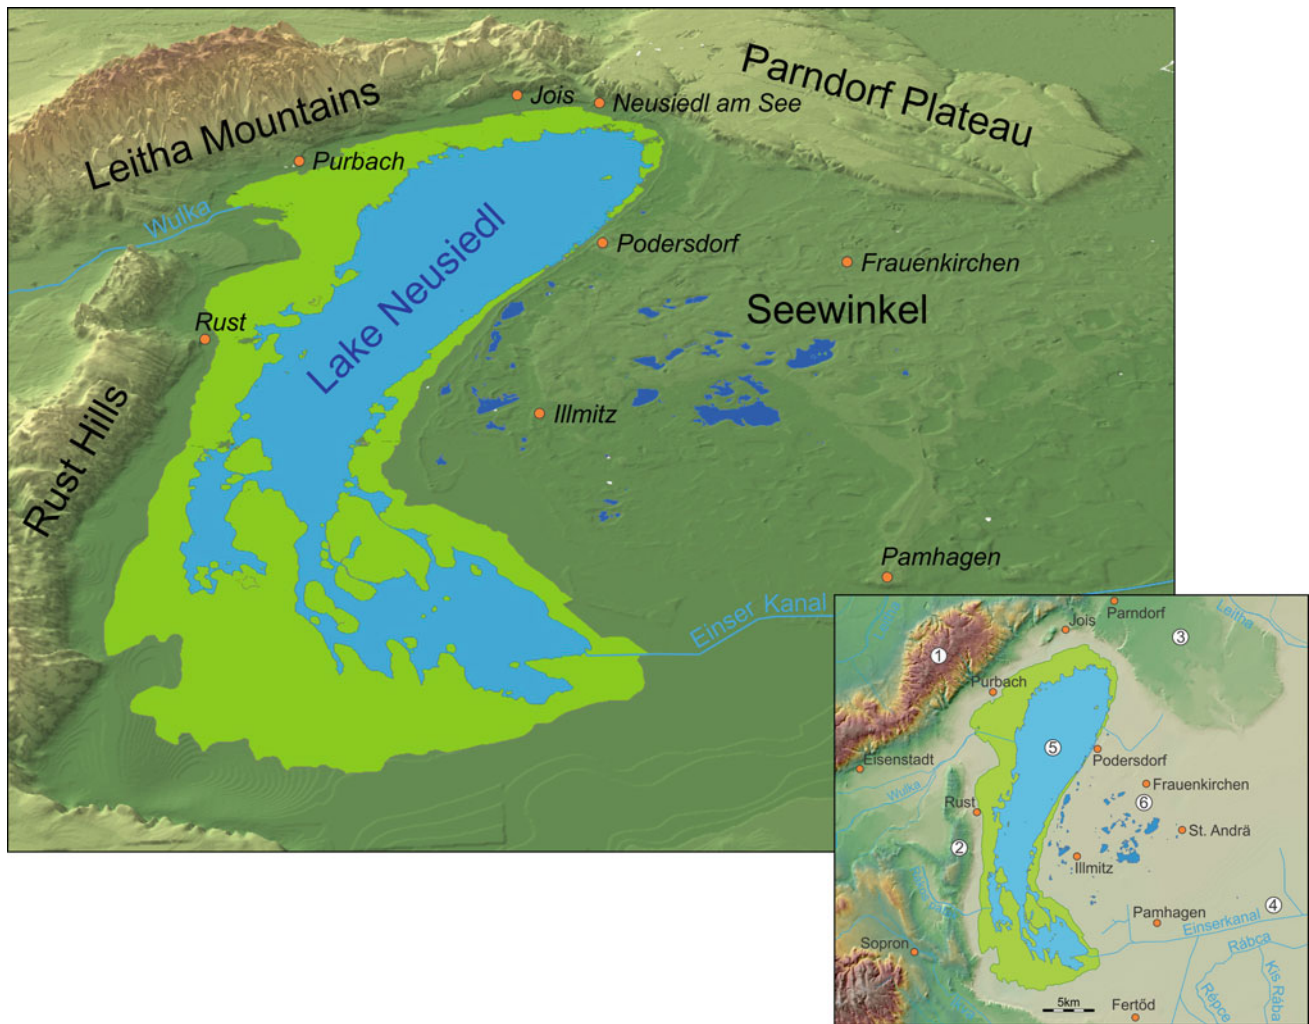 Parndorf Plateau
Leitha Mountains
Jois
Neusiedl am See
Purbach
Wulka
Podersdorf
Frauenkirchen
Lake Neusiedl
Seewinkel
Rust
Rust Hills
Illmitz
Pamhagen
Einser Kanal
Parndorf
Leitha
Jois
3
1
Purbach
5
Podersdorf
Eisenstadt
Frauenkirchen
Wulka
6
Rust
St. Andrä
2
Illmitz
4
Pamhagen
Einserkanal
Sopron
Rábca
Kis Rába
Répce
5km
Fertőd